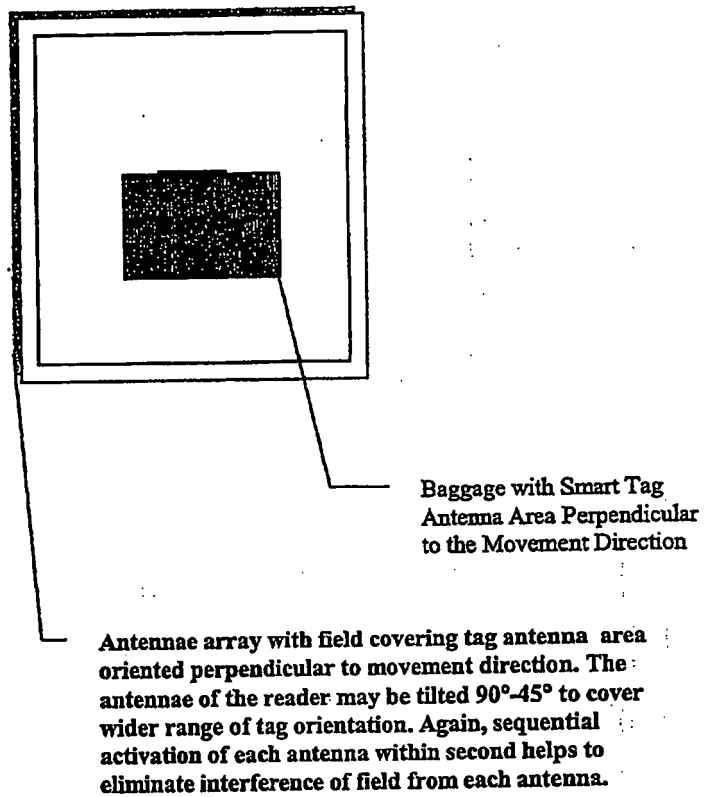 Baggage with Smart Tag
Antenna Area Perpendicular
to the Movement Direction
Antennae array with field covering tag antenna area
oriented perpendicular to movement direction. The
antennae of the reader may be tilted 90°-45° to cover
wider range of tag orientation. Again, sequential
activation of each antenna within second helps to
eliminate interference of field from each antenna.